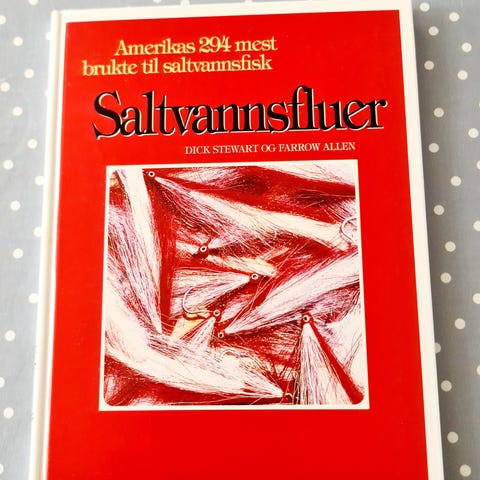 Amerikas 294 mest
brukte til saltvannsfisk
Saltvannsfluer
DICK STEWART OG FARROW ALLEN